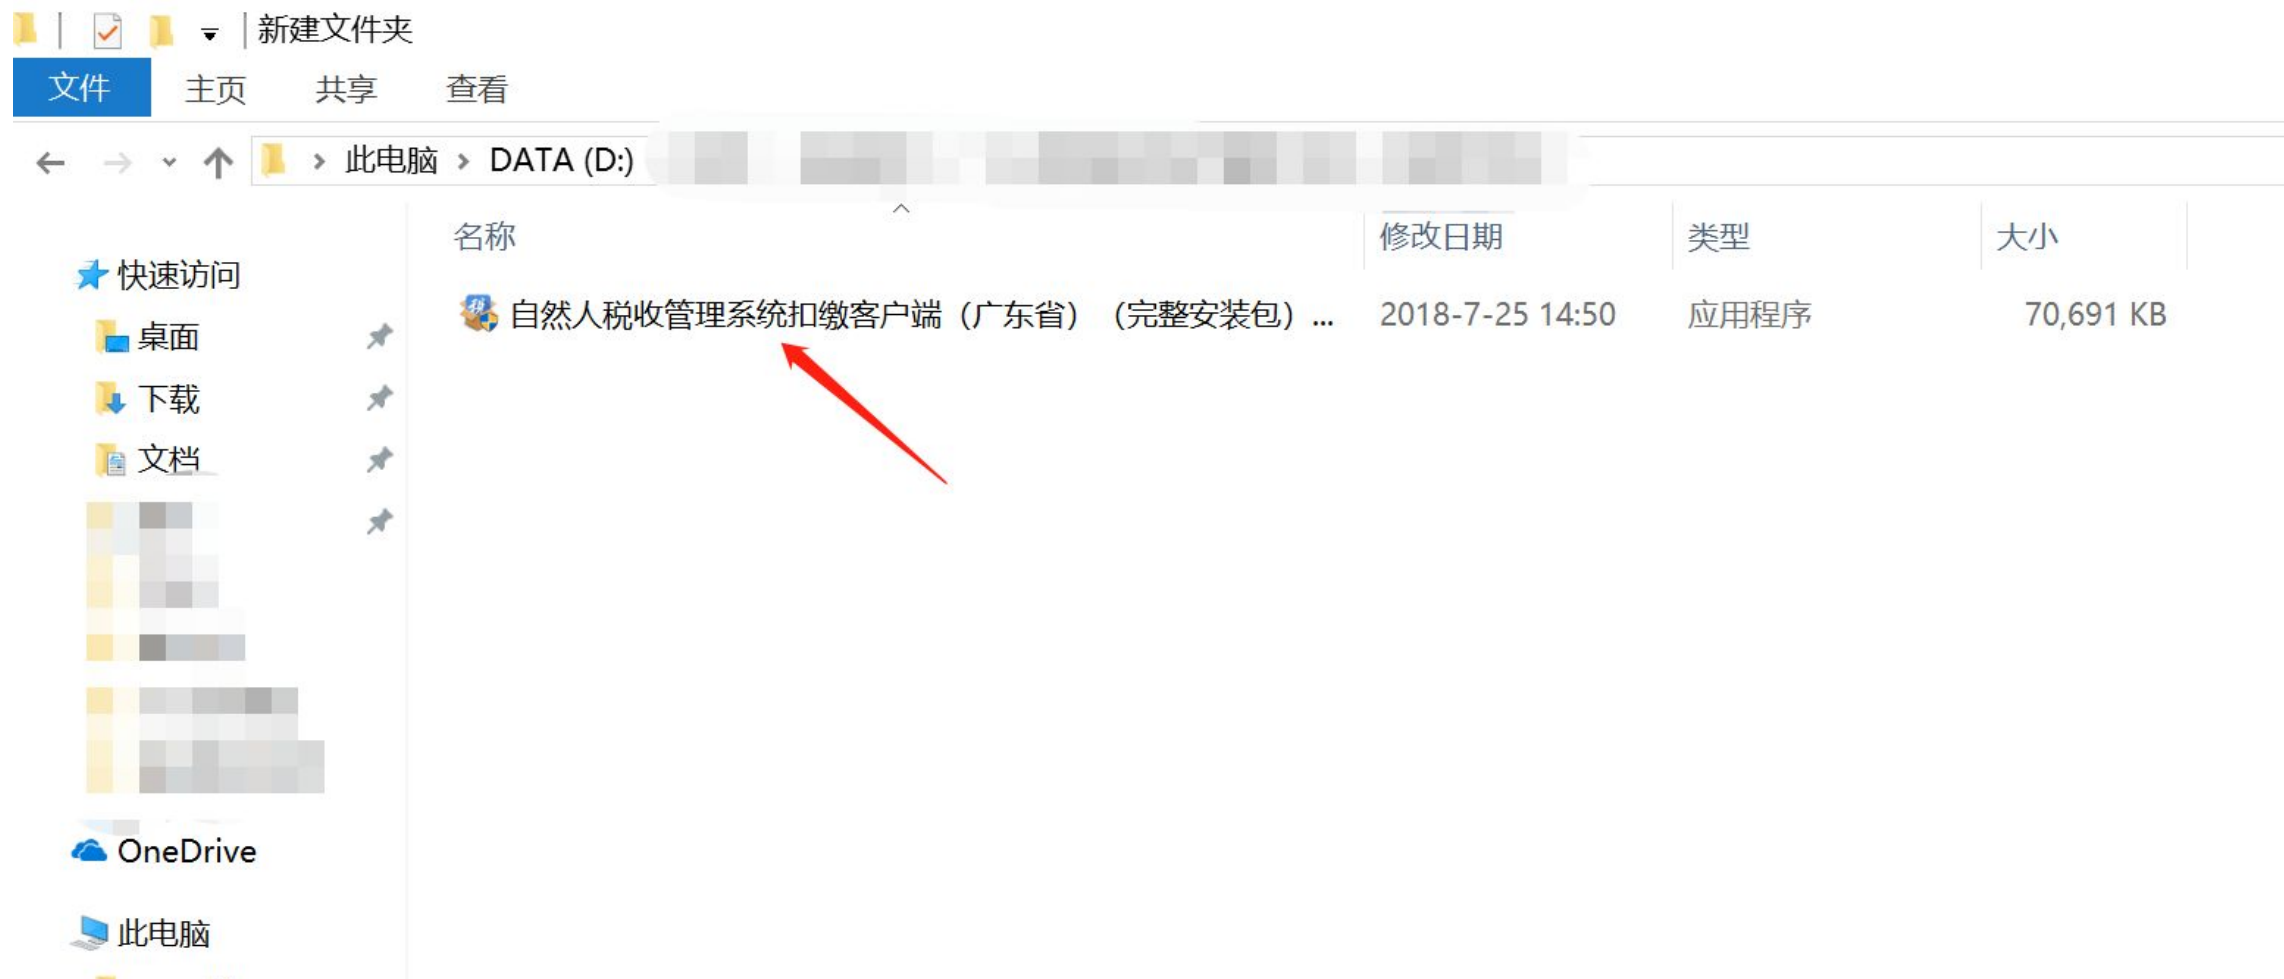 新建文件夹
文件 主页 共享 查看
此电脑 DATA (D:)
名称 修改日期 类型 大小
快速访问
自然人税收管理系统扣缴客户端（广东省）（完整安装包）... 2018-7-25 14:50 应用程序 70,691 KB
桌面
下载
文档
OneDrive
此电脑